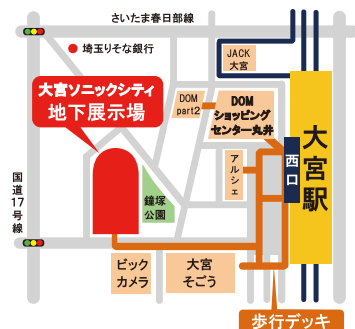 さいたま春日部線
埼玉りそな銀行
JACK
大宮
大宮ソニックシティ
地下展示場
DOM
part2
DOM
ショッピング
センター丸井
大宮駅
西口
アルシェ
鐘塚
公園
国道17号線
ビック
カメラ
大宮
そごう
歩行デッキ